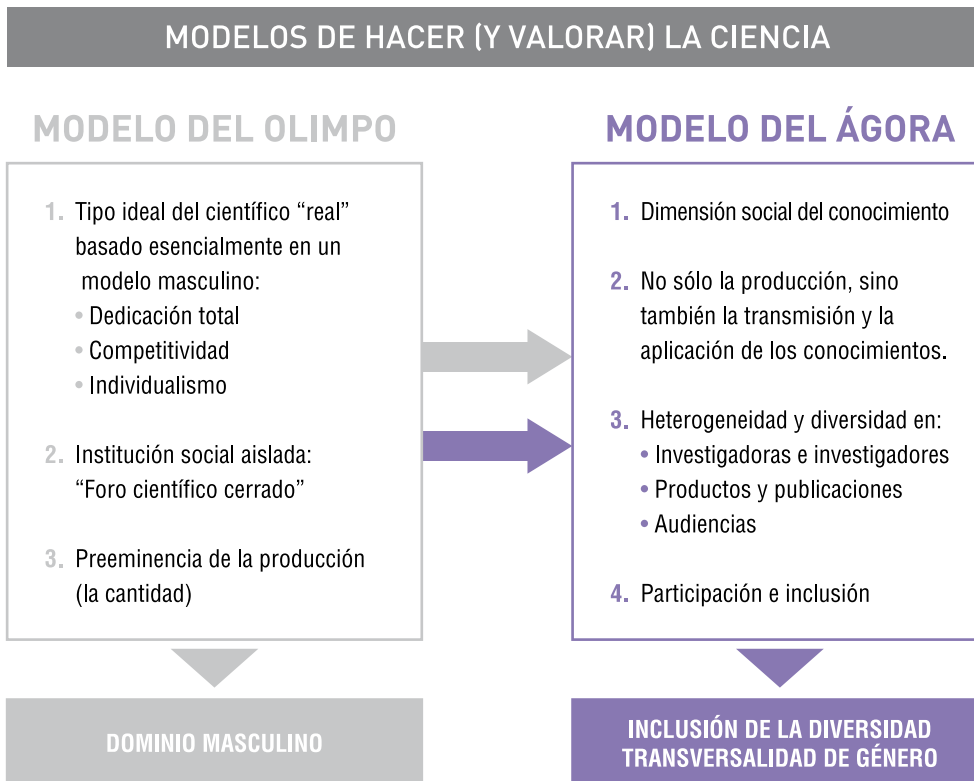 MODELOS DE HACER (Y VALORAR) LA CIENCIA
MODELO DEL OLIMPO
1. Tipo ideal del científico “real”
basado esencialmente en un
modelo masculino:
• Dedicación total
• Competitividad
• Individualismo
2. Institución social aislada:
“Foro científico cerrado”
3. Preeminencia de la producción
(la cantidad)
DOMINIO MASCULINO
MODELO DEL ÁGORA
1. Dimensión social del conocimiento
2. No sólo la producción, sino
también la transmisión y la
aplicación de los conocimientos.
3. Heterogeneidad y diversidad en:
• Investigadoras e investigadores
• Productos y publicaciones
• Audiencias
4. Participación e inclusión
INCLUSIÓN DE LA DIVERSIDAD
TRANSVERSALIDAD DE GÉNERO